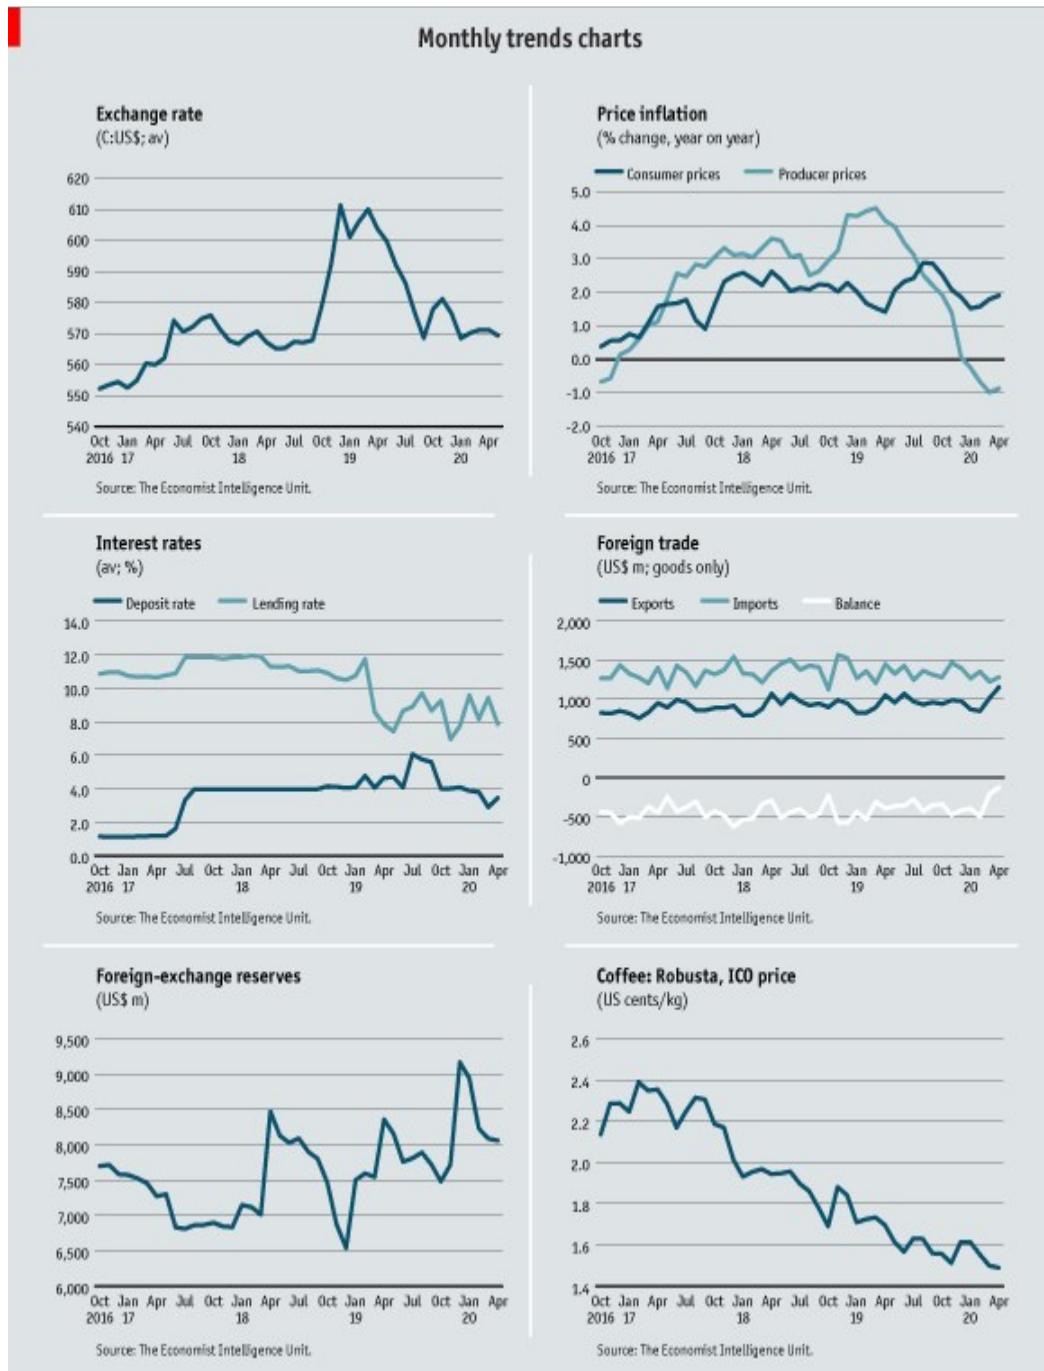 Monthly trends charts
Exchange rate
(C:US$; av)
620
610
600
590
580
570
560
550
540
Oct Jan Apr Jul Oct Jan Apr Jul Oct Jan Apr Jul Oct Jan Apr
2016 17 18 19 20
Source: The Economist Intelligence Unit.
Price inflation
(% change, year on year)
Consumer prices Producer prices
5.0
4.0
3.0
2.0
1.0
0.0
-1.0
-2.0
Oct Jan Apr Jul Oct Jan Apr Jul Oct Jan Apr Jul Oct Jan Apr
2016 17 18 19 20
Source: The Economist Intelligence Unit.
Interest rates
(av; %)
Deposit rate Lending rate
14.0
12.0
10.0
8.0
6.0
4.0
2.0
0.0
Oct Jan Apr Jul Oct Jan Apr Jul Oct Jan Apr Jul Oct Jan Apr
2016 17 18 19 20
Source: The Economist Intelligence Unit.
Foreign trade
(US$ m; goods only)
Exports Imports Balance
2,000
1,500
1,000
500
0
-500
-1,000
Oct Jan Apr Jul Oct Jan Apr Jul Oct Jan Apr Jul Oct Jan Apr
2016 17 18 19 20
Source: The Economist Intelligence Unit.
Foreign-exchange reserves
(US$ m)
9,500
9,000
8,500
8,000
7,500
7,000
6,500
6,000
Oct Jan Apr Jul Oct Jan Apr Jul Oct Jan Apr Jul Oct Jan Apr
2016 17 18 19 20
Source: The Economist Intelligence Unit.
Coffee: Robusta, ICO price
(US cents/kg)
2.6
2.4
2.2
2.0
1.8
1.6
1.4
Oct Jan Apr Jul Oct Jan Apr Jul Oct Jan Apr Jul Oct Jan Apr
2016 17 18 19 20
Source: The Economist Intelligence Unit.